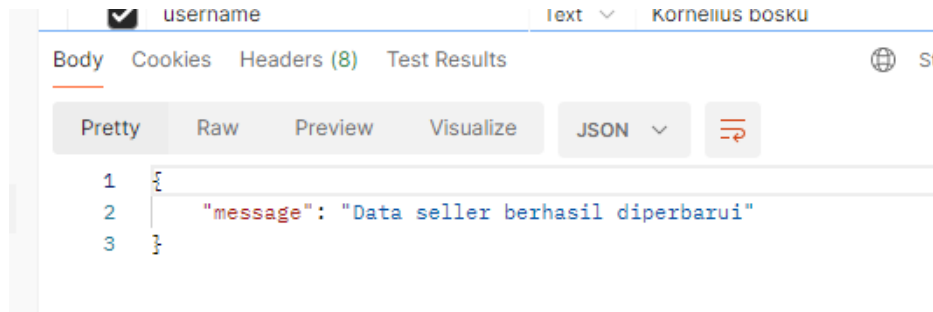 username Text Kornelius bosku
Body Cookies Headers (8) Test Results
Pretty Raw Preview Visualize JSON
1 {
2 "message": "Data seller berhasil diperbarui"
3 }